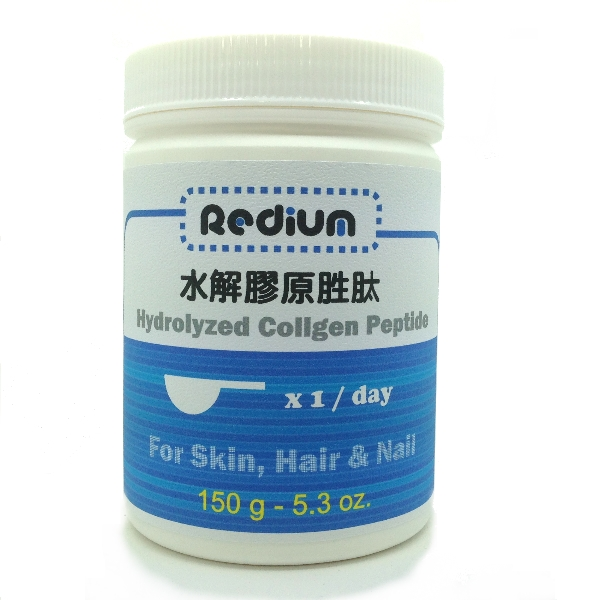 Redium
水解膠原胜肽
Hydrolyzed Collgen Peptide
x 1 / day
For Skin, Hair & Nail
150 g - 5.3 oz.